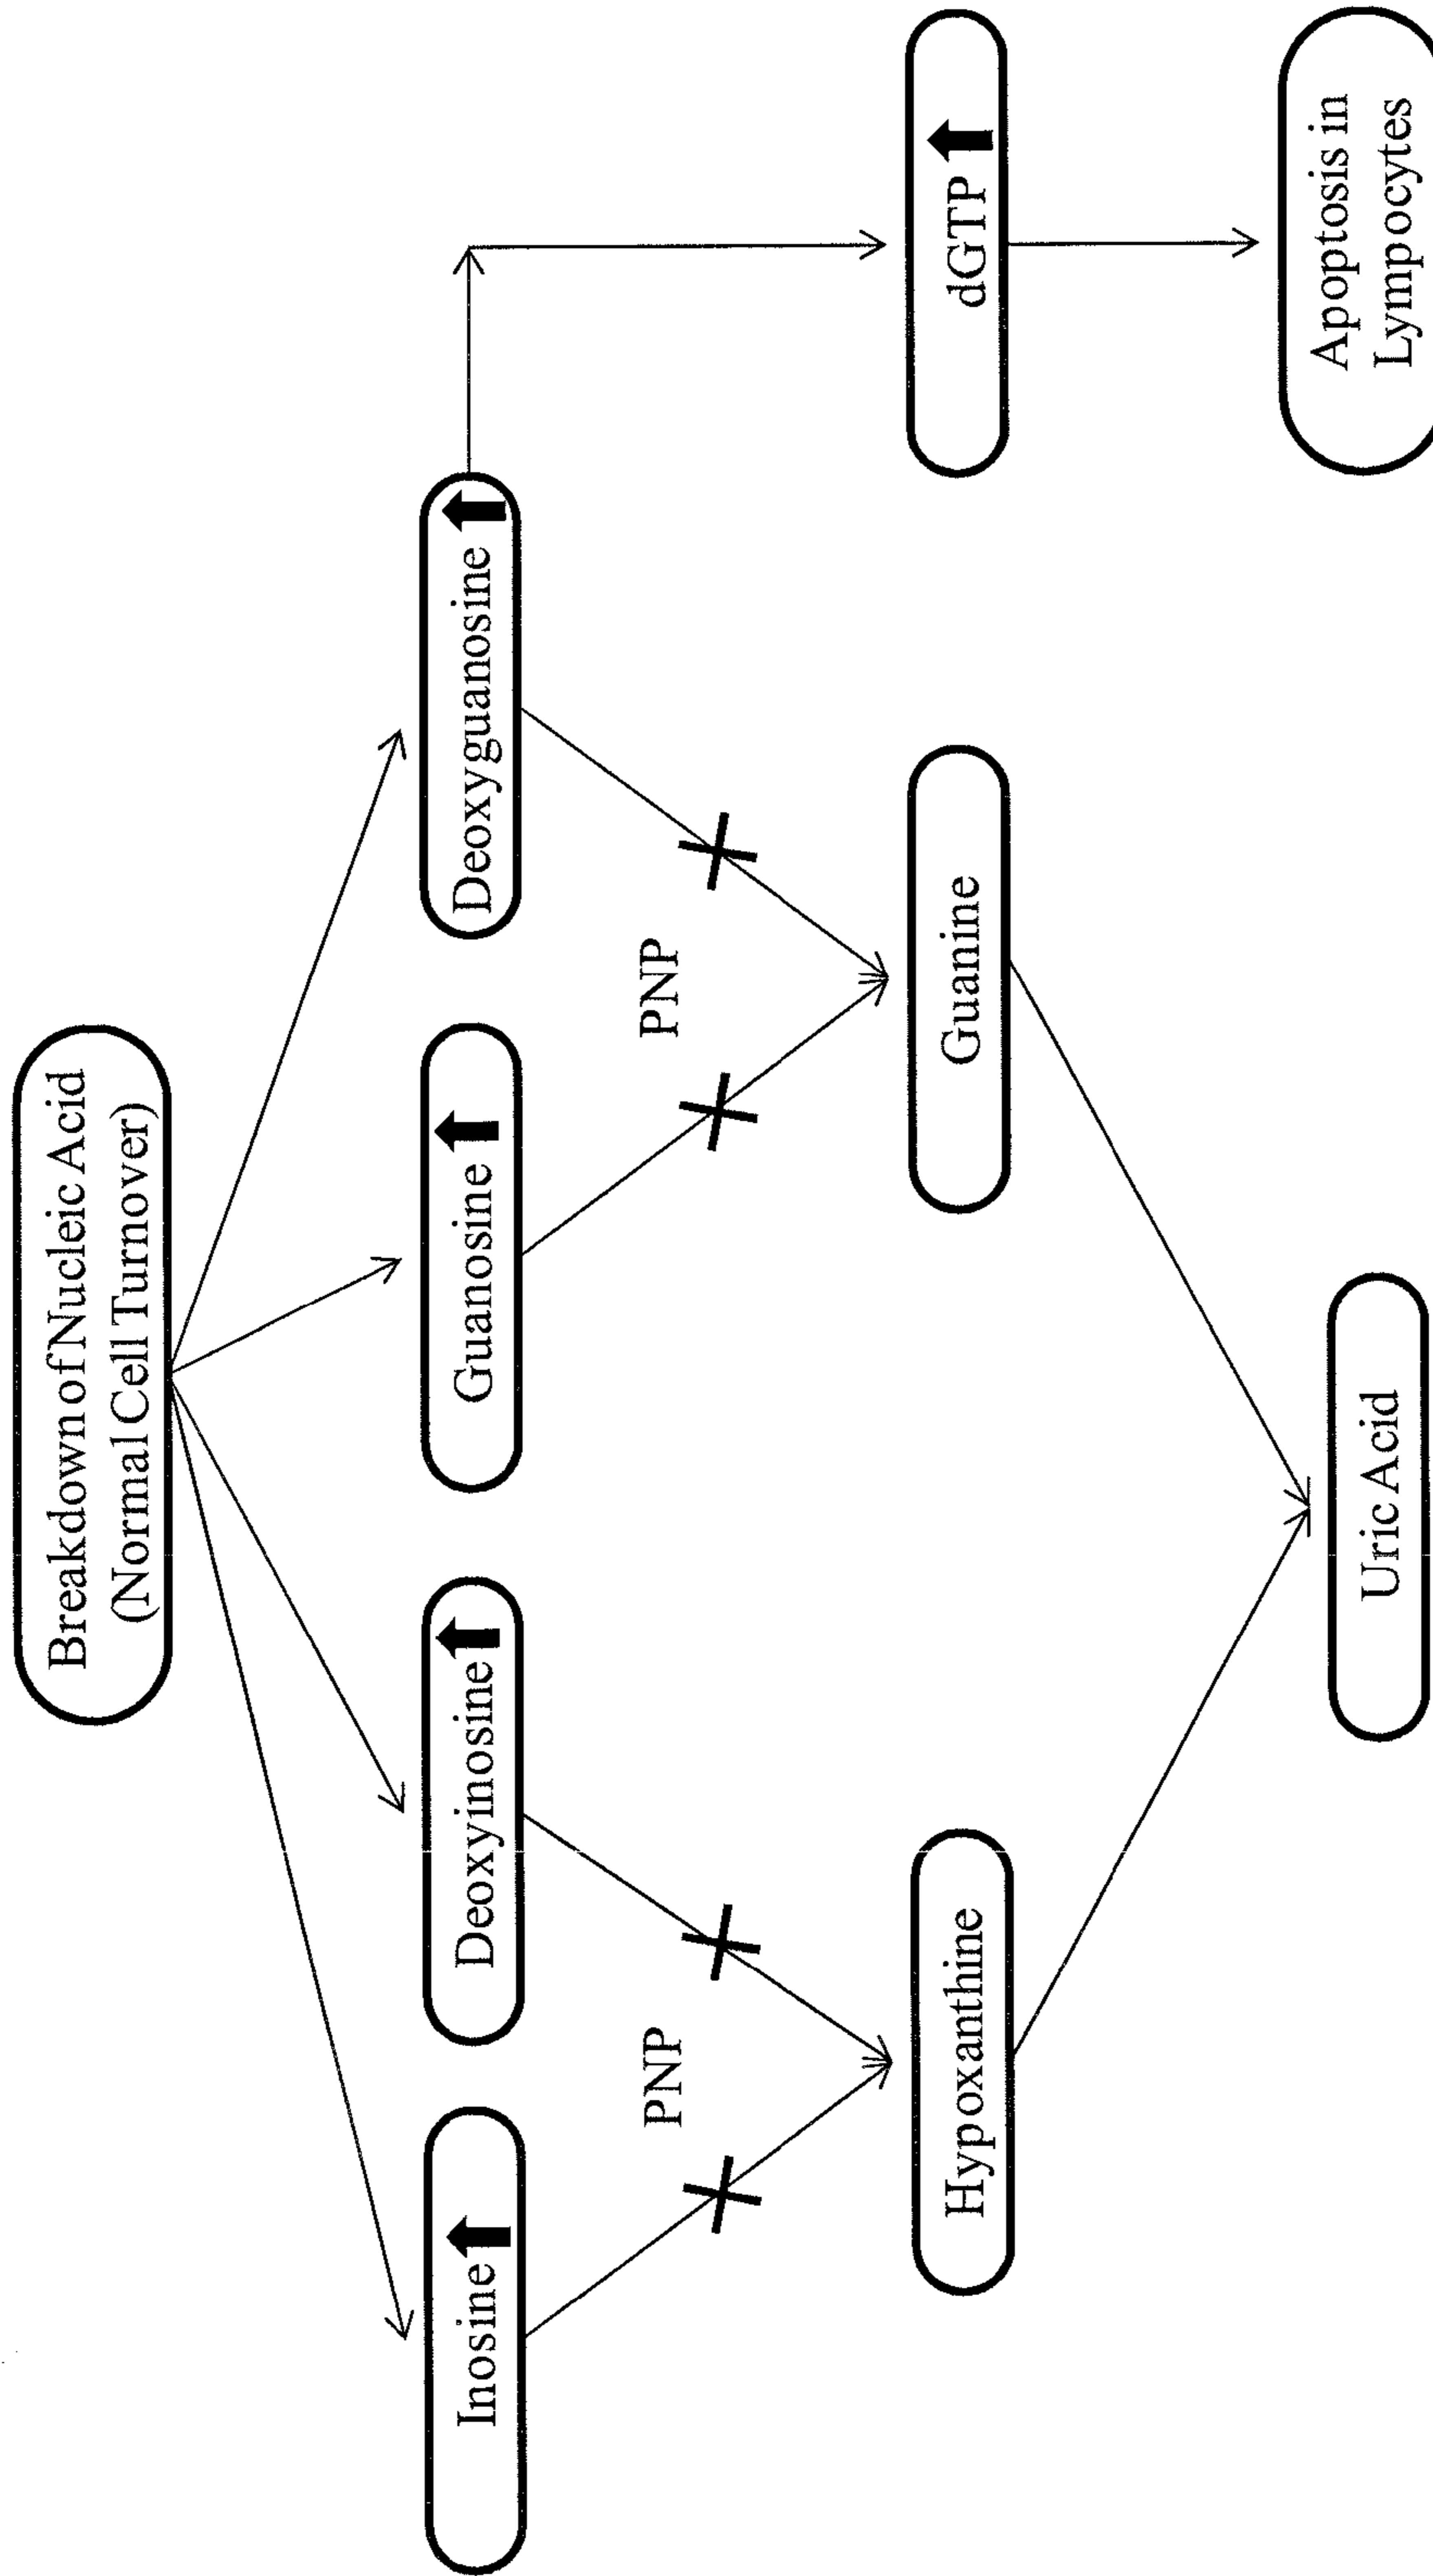 Breakdown of Nucleic Acid
(Normal Cell Turnover)
Inosine
Deoxyinosine
Guanosine
Deoxyguanosine
PNP
PNP
Hypoxanthine
Guanine
dGTP
Uric Acid
Apoptosis in
Lympocytes